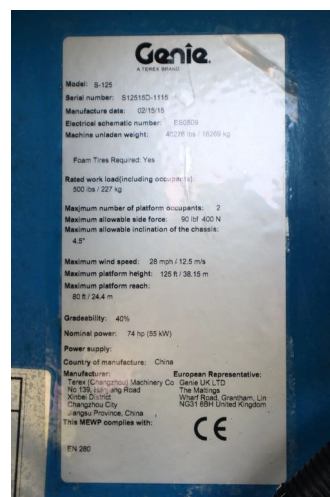 Genie.
A TEREX BRAND
Model: S-125
Serial number: S12515D-1115
Manufacture date: 02/15/15
Electrical schematic number: ES0509
Machine unladen weight: lbs / kg
Foam Tires Required: Yes
Rated work load(including occupants):
500 lbs / 227 kg
Maximum number of platform occupants: 2
Maximum allowable side force: 90 lbf 400 N
Maximum allowable inclination of the chassis:
4.5°
Maximum wind speed: 28 mph / 12.5 m/s
Maximum platform height: 125 ft / 38.15 m
Maximum platform reach:
80 ft / 24.4 m
Gradeability: 40%
Nominal power: 74 hp (55 kW)
Power supply:
Country of manufacture: China
Manufacturer: European Representative:
Terex (Changzhou) Machinery Co Genie UK LTD
No 139, Road The Maltings
Xinbei District Wharf Road, Grantham, Lin
Changzhou City NG31 6BH United Kingdom
Jiangsu Province, China
This MEWP complies with:
CE
EN 280